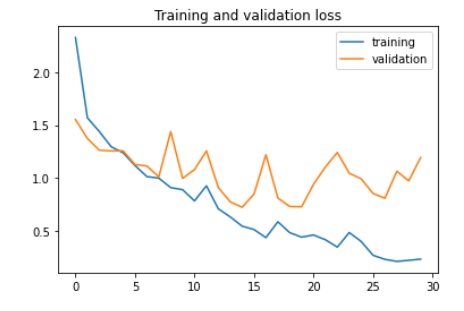 Training and validation loss
training
validation
2.0
1.5
1.0
0.5
0 5 10 15 20 25 30